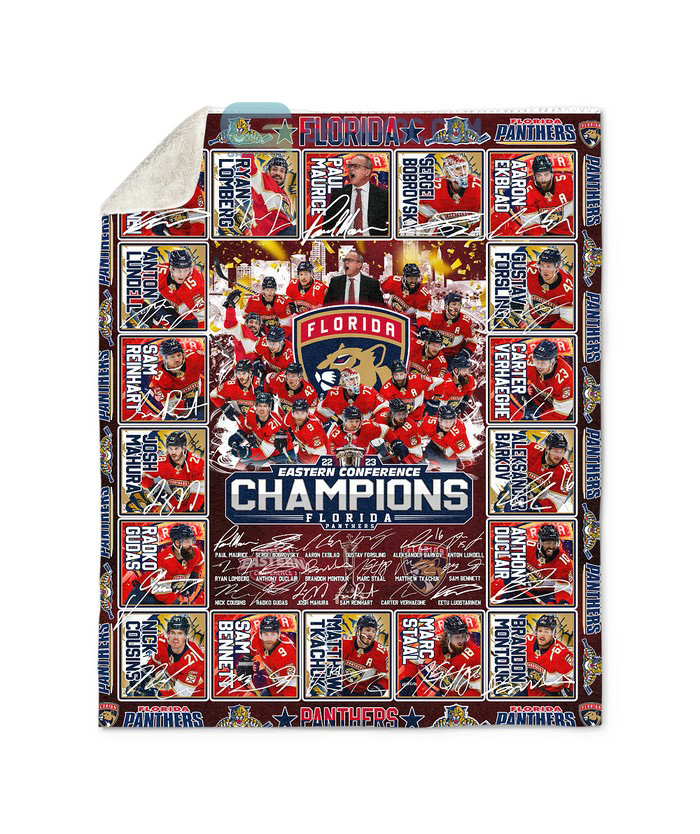 FLORIDA
FLORIDA
PANTHERS
RYAN
LOMBERG
PAUL
MAURICE
SERGEI
BOBROVSKY
AARON
EKBLAD
ANTON
LUNDELL
GUSTAV
FORSLING
SAM
REINHART
CARTER
VERHAEGHE
JOSH
MAHURA
ALEKSANDER
BARKOV
RADKO
GUDAS
ANTHONY
DUCLAIR
NICK
COUSINS
SAM
BENNETT
MATTHEW
TKACHUK
MARC
STAAL
BRANDON
MONTOUR
FLORIDA
22 23
EASTERN CONFERENCE
CHAMPIONS
FLORIDA
PANTHERS
PAUL MAURICE SERGEI BOBROVSKY AARON EKBLAD GUSTAV FORSLING ALEKSANDER BARKOV ANTON LUNDELL
RYAN LOMBERG ANTHONY DUCLAIR BRANDON MONTOUR MARC STAAL MATTHEW TKACHUK SAM BENNETT
NICK COUSINS RADKO GUDAS JOSH MAHURA SAM REINHART CARTER VERHAEGHE EETU LUOSTARINEN
FLORIDA
PANTHERS
PANTHERS
FLORIDA
PANTHERS